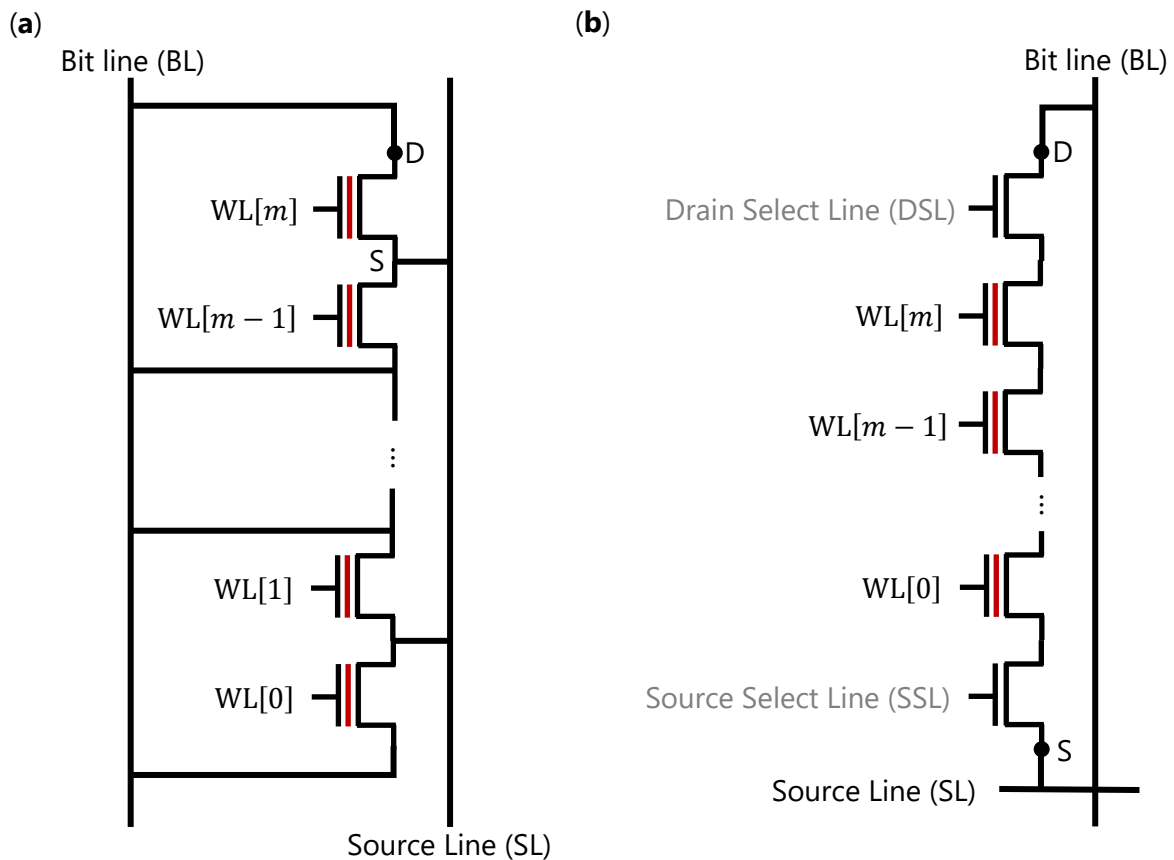 (a)
Bit line (BL)
D
WL[m]
S
WL[m − 1]
⋮
WL[1]
WL[0]
Source Line (SL)
(b)
Bit line (BL)
D
Drain Select Line (DSL)
WL[m]
WL[m − 1]
⋮
WL[0]
Source Select Line (SSL)
S
Source Line (SL)